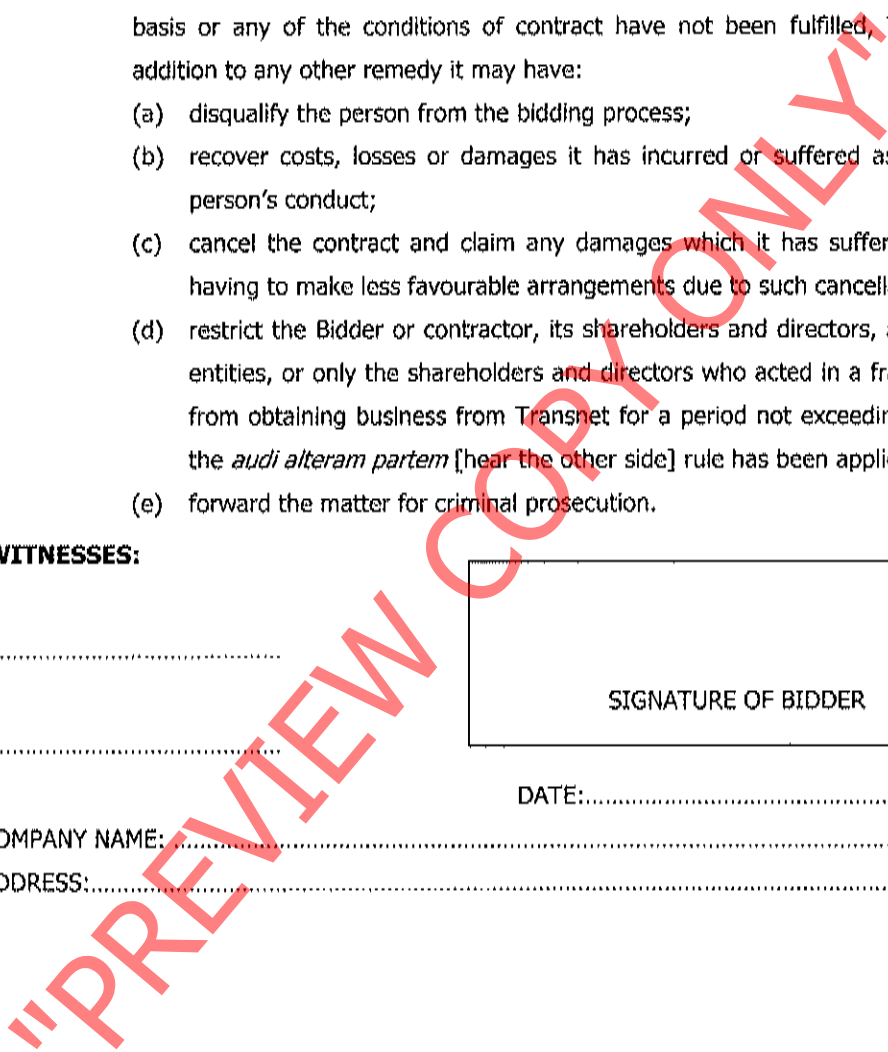 basis or any of the conditions of contract have not been fulfilled,
addition to any other remedy it may have:
(a) disqualify the person from the bidding process;
(b) recover costs, losses or damages it has incurred or suffered as
person's conduct;
(c) cancel the contract and claim any damages which it has suffer
having to make less favourable arrangements due to such cancell
(d) restrict the Bidder or contractor, its shareholders and directors,
entities, or only the shareholders and directors who acted in a fr
from obtaining business from Transnet for a period not exceedin
the audi alteram partem [hear the other side] rule has been appli
(e) forward the matter for criminal prosecution.
WITNESSES:
SIGNATURE OF BIDDER
DATE:
OMPANY NAME:
DDRESS:
"PREVIEW COPY ONLY"